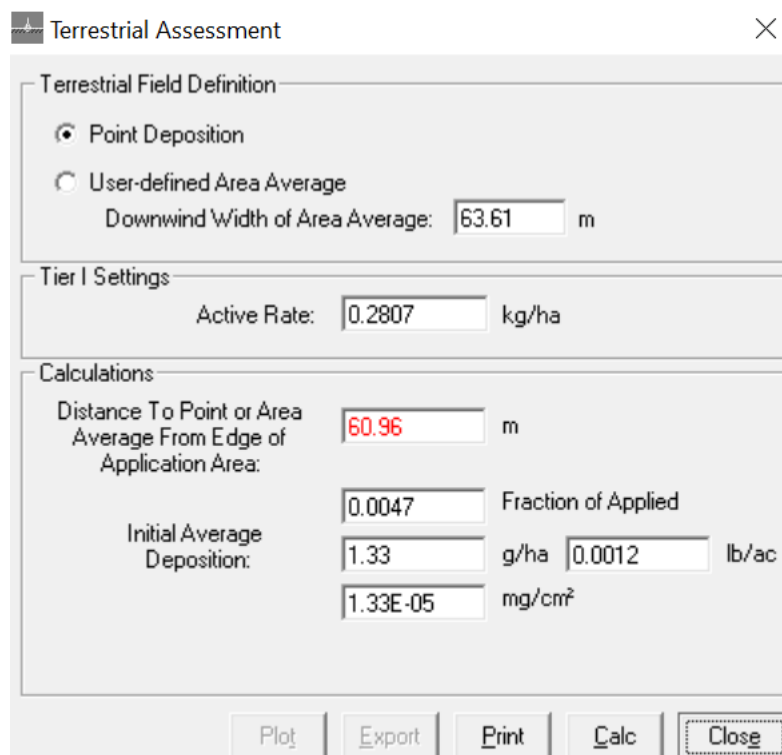 Terrestrial Assessment
Terrestrial Field Definition
Point Deposition
User-defined Area Average
Downwind Width of Area Average: 63.61 m
Tier I Settings
Active Rate: 0.2807 kg/ha
Calculations
Distance To Point or Area
Average From Edge of
Application Area:
60.96 m
Initial Average
Deposition:
0.0047 Fraction of Applied
1.33 g/ha 0.0012 lb/ac
1.33E-05 mg/cm²
Plot Export Print Calc Close